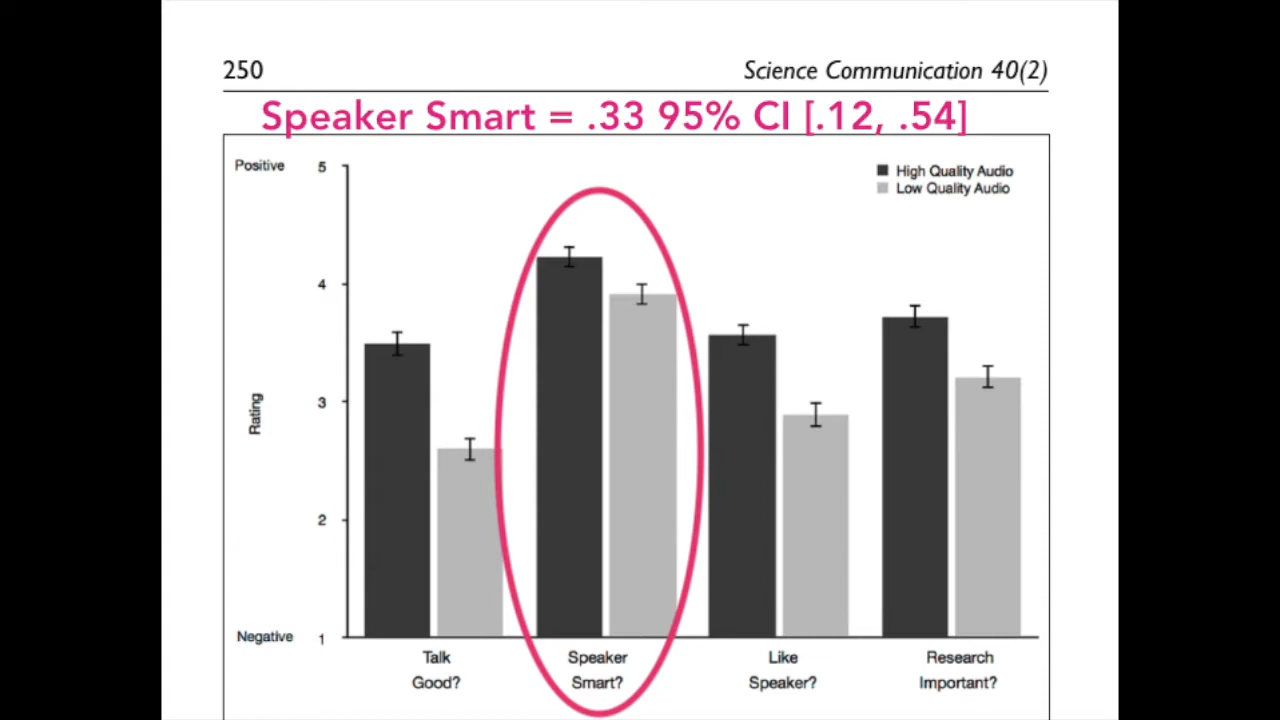 250
Science Communication 40(2)
Speaker Smart = .33 95% CI [.12, .54]
Positive
5
High Quality Audio
Low Quality Audio
4
3
Rating
2
Negative
1
Talk
Good?
Speaker
Smart?
Like
Speaker?
Research
Important?